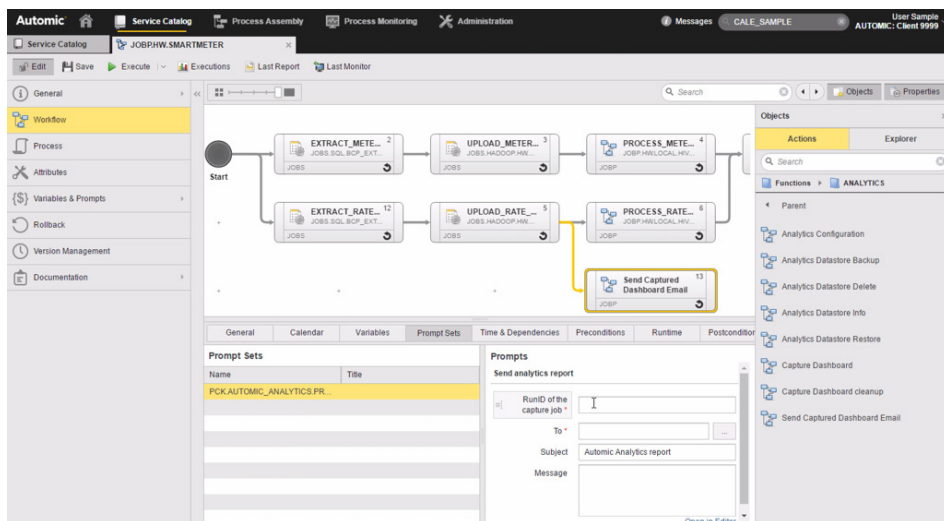 Automic Service Catalog Process Assembly Process Monitoring Administration Messages CALE_SAMPLE User Sample
AUTOMIC: Client 9999
Service Catalog JOBP.HW.SMARTMETER
Edit Save Execute Executions Last Report Last Monitor
General Search Objects Properties
Workflow
Process
Attributes
Variables & Prompts
Rollback
Version Management
Documentation
Start
EXTRACT_METE... 2
JOBS.SQL.BCP_EXT...
JOBS
UPLOAD_METER... 3
JOBS.HADOOP.HW...
JOBS
PROCESS_METE... 4
JOBP.HWLOCAL.HIV...
JOBP
EXTRACT_RATE... 12
JOBS.SQL.BCP_EXT...
JOBS
UPLOAD_RATE_... 5
JOBS.HADOOP.HW...
JOBS
PROCESS_RATE... 6
JOBP.HWLOCAL.HIV...
JOBP
Send Captured 13
Dashboard Email
JOBP
General Calendar Variables Prompt Sets Time & Dependencies Preconditions Runtime Postcondition
Prompt Sets
Name Title
PCK.AUTOMIC_ANALYTICS.PR...
Prompts
Send analytics report
RunID of the
capture job *
To * ...
Subject Automic Analytics report
Message
Open in Editor
Objects
Actions Explorer
Search
Functions ANALYTICS
Parent
Analytics Configuration
Analytics Datastore Backup
Analytics Datastore Delete
Analytics Datastore Info
Analytics Datastore Restore
Capture Dashboard
Capture Dashboard cleanup
Send Captured Dashboard Email